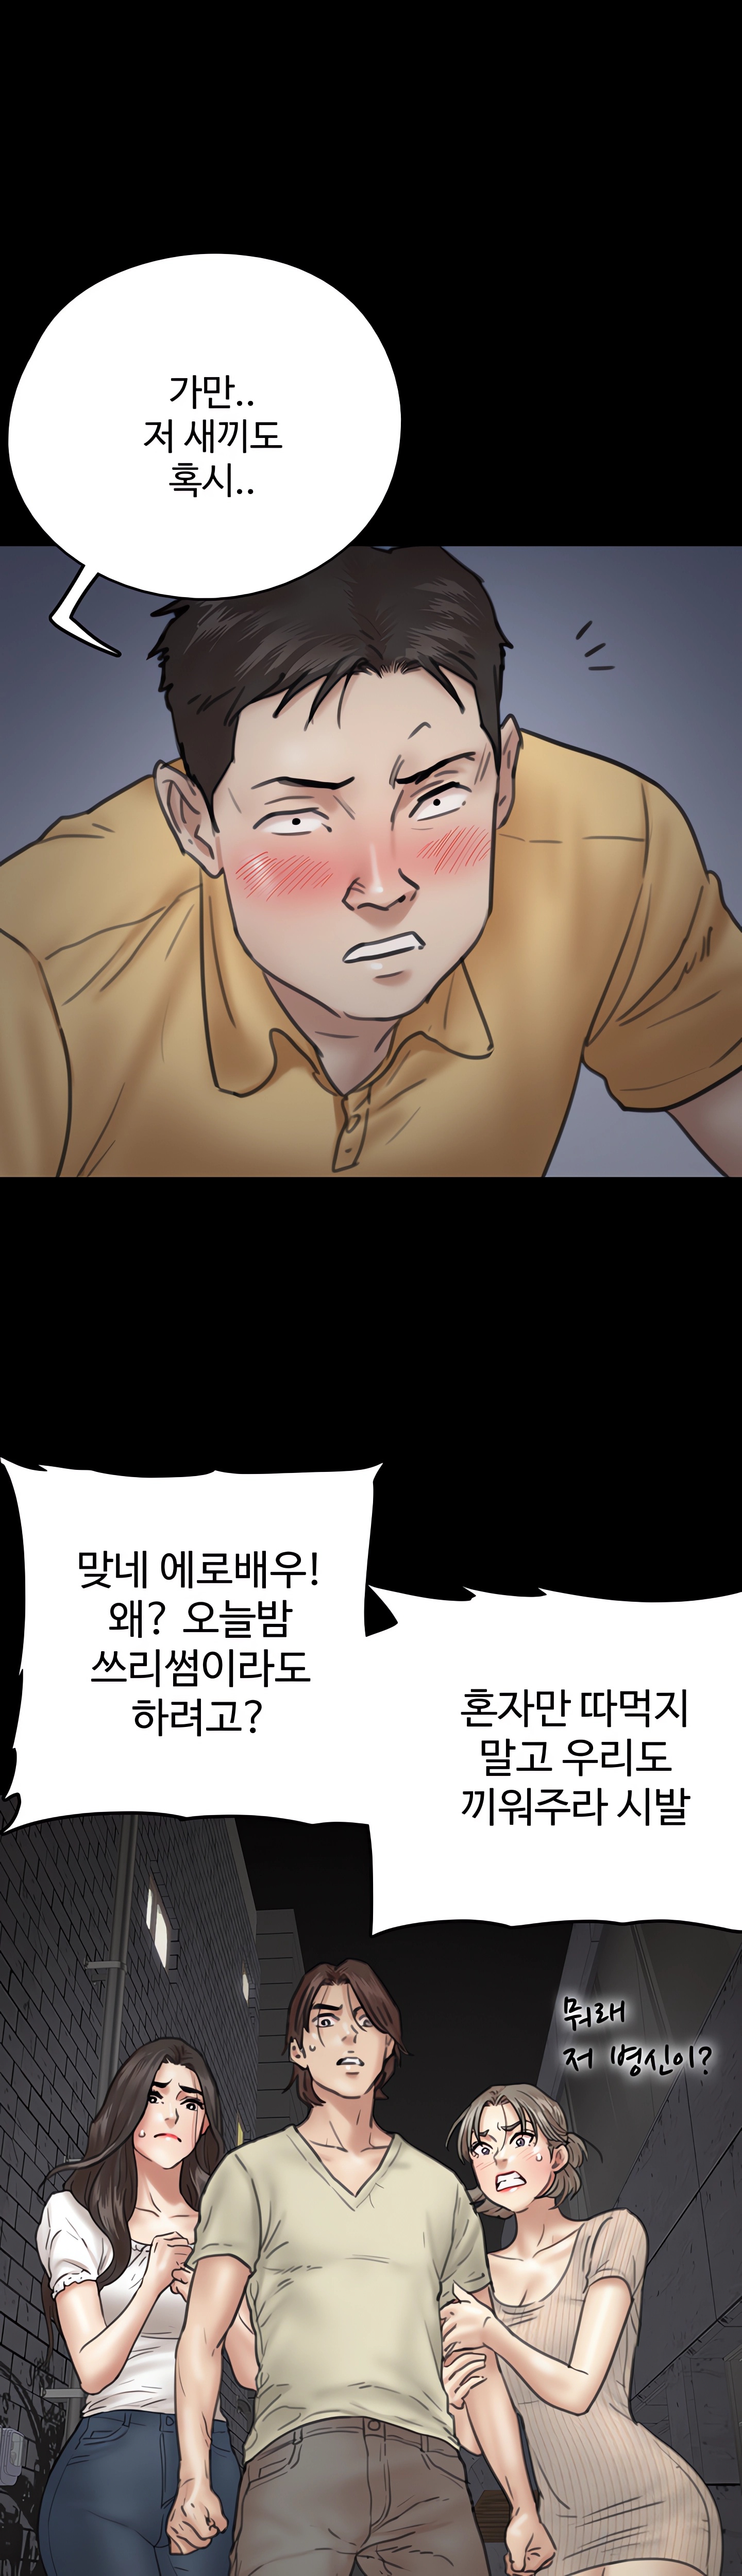 가만..
저 새끼도
혹시..
맞네 에로배우!
왜? 오늘밤
쓰리썸이라도
하려고?
혼자만 따먹지
말고 우리도
끼워주라 시발
뭐래
저 병신이?